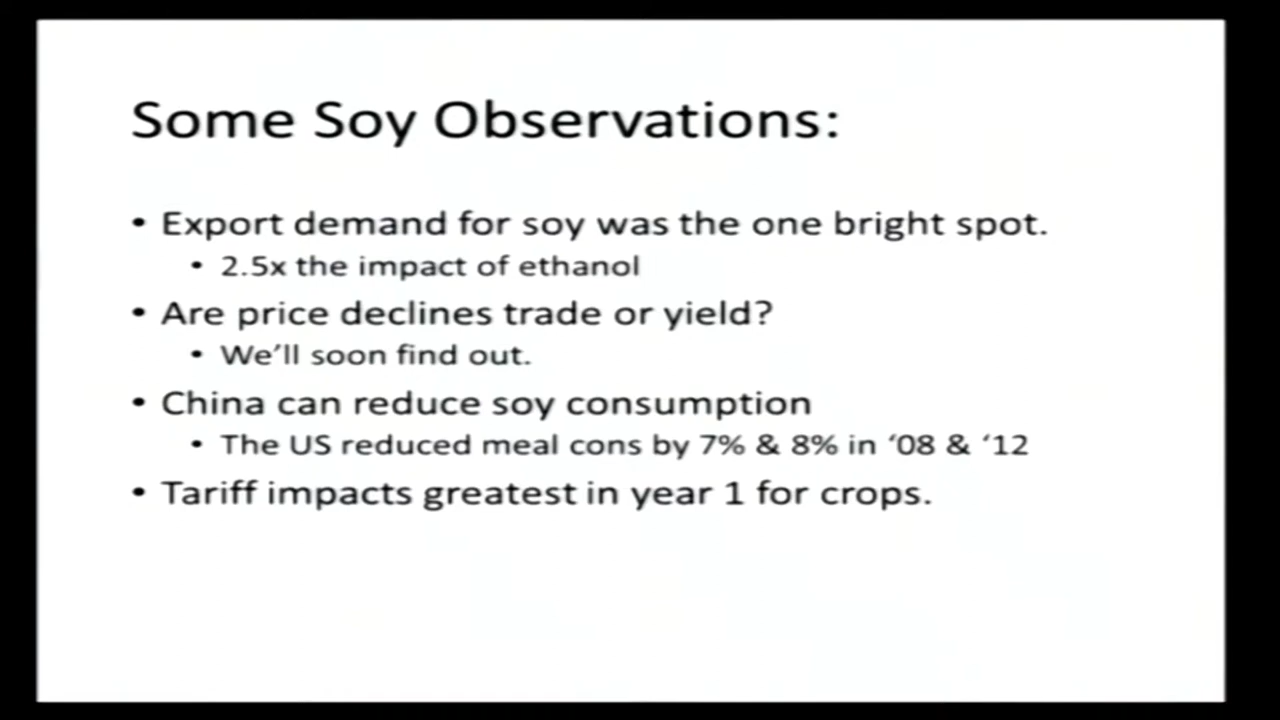 Some Soy Observations:
• Export demand for soy was the one bright spot.
• 2.5x the impact of ethanol
• Are price declines trade or yield?
• We’ll soon find out.
• China can reduce soy consumption
• The US reduced meal cons by 7% & 8% in ‘08 & ‘12
• Tariff impacts greatest in year 1 for crops.